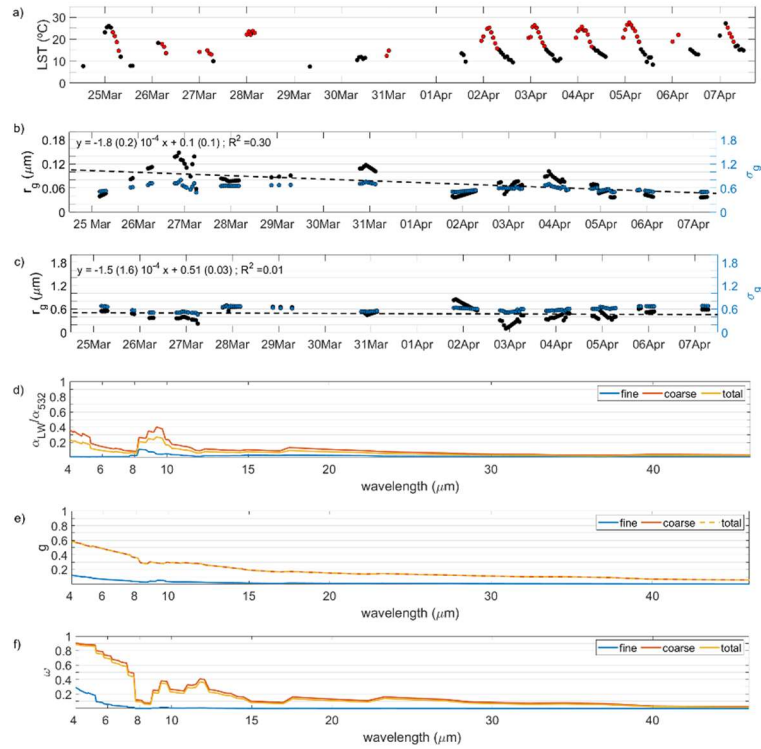 a)
LST (ºC)
30
20
10
0
25Mar 26Mar 27Mar 28Mar 29Mar 30Mar 31Mar 01Apr 02Apr 03Apr 04Apr 05Apr 06Apr 07Apr
b)
y = -1.8 (0.2) 10⁻⁴ x + 0.1 (0.1) ; R² =0.30
r_g (μm)
0.18
0.12
0.06
0
1.8
1.2
0.6
0
σ_g
25 Mar 26Mar 27Mar 28Mar 29Mar 30Mar 31Mar 01Apr 02Apr 03Apr 04Apr 05Apr 06Apr 07Apr
c)
y = -1.5 (1.6) 10⁻⁴ x + 0.51 (0.03) ; R² =0.01
r_g (μm)
1.8
1.2
0.6
0
1.8
1.2
0.6
0
σ_g
25Mar 26Mar 27Mar 28Mar 29Mar 30Mar 31Mar 01Apr 02Apr 03Apr 04Apr 05Apr 06Apr 07Apr
d)
α_LW/α_532
1
0.8
0.6
0.4
0.2
fine coarse total
4 6 8 10 15 20 30 40
wavelength (μm)
e)
g
1
0.8
0.6
0.4
0.2
fine coarse total
4 6 8 10 15 20 30 40
wavelength (μm)
f)
ω
1
0.8
0.6
0.4
0.2
fine coarse total
4 6 8 10 15 20 30 40
wavelength (μm)